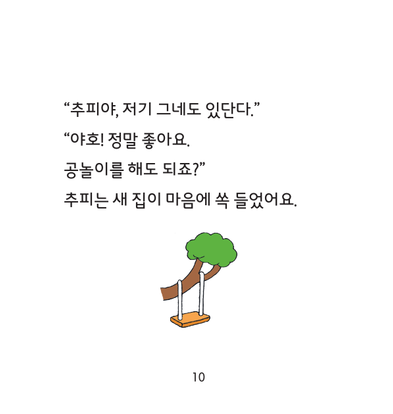 “추피야, 저기 그네도 있단다.”
“야호! 정말 좋아요.
공놀이를 해도 되죠?”
추피는 새 집이 마음에 쏙 들었어요.
10